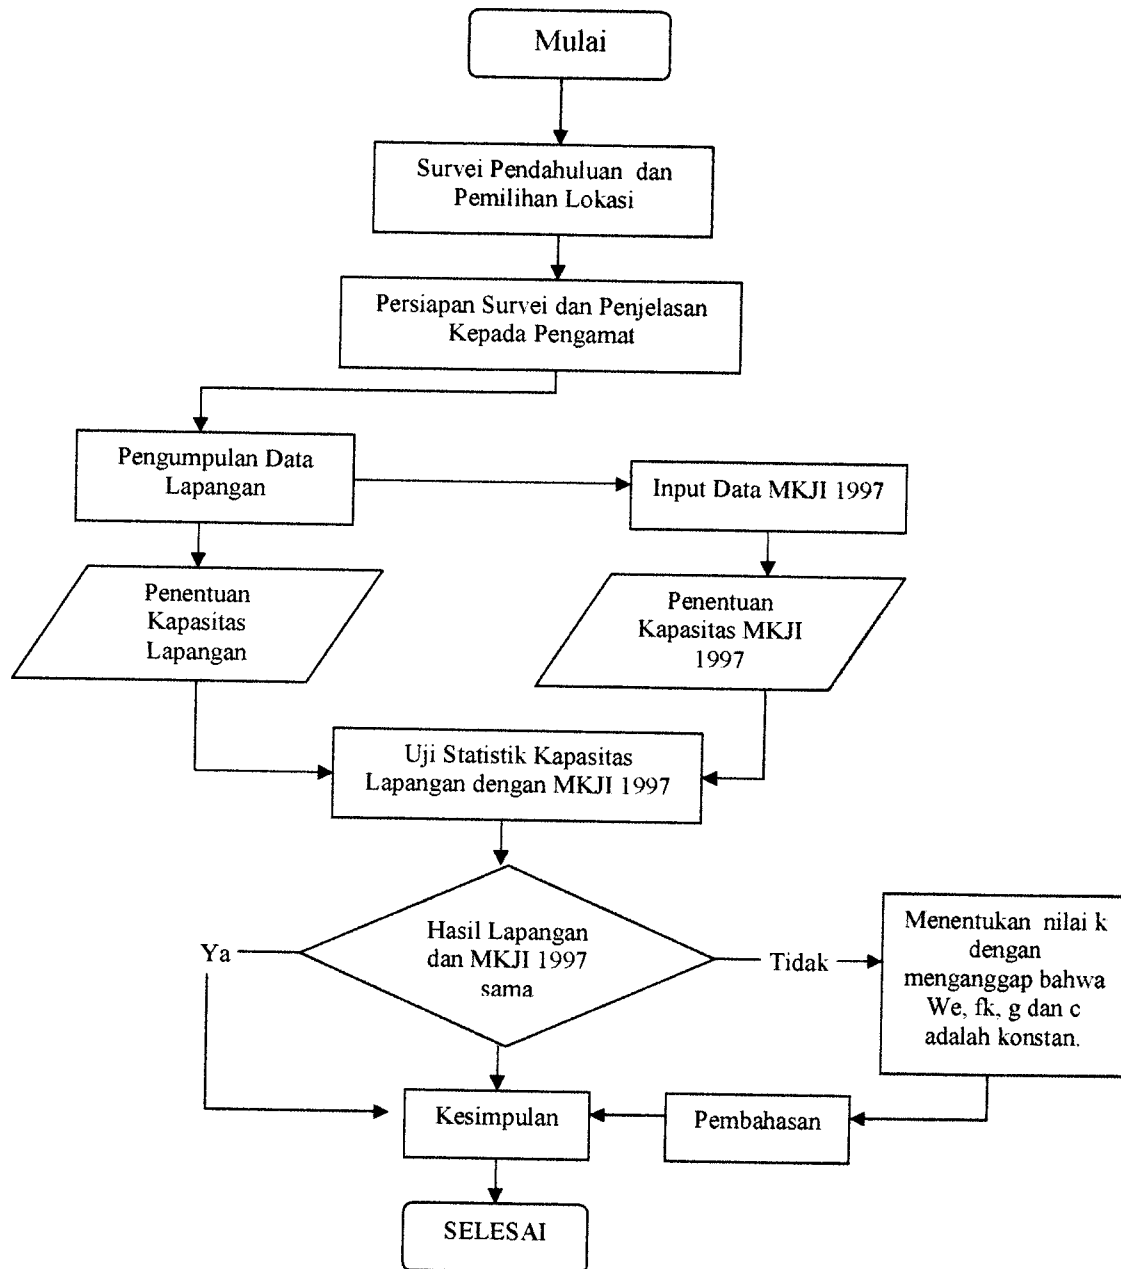 Mulai
Survei Pendahuluan dan
Pemilihan Lokasi
Persiapan Survei dan Penjelasan
Kepada Pengamat
Pengumpulan Data
Lapangan
Input Data MKJI 1997
Penentuan
Kapasitas
Lapangan
Penentuan
Kapasitas MKJI
1997
Uji Statistik Kapasitas
Lapangan dengan MKJI 1997
Hasil Lapangan
dan MKJI 1997
sama
Ya
Tidak
Menentukan nilai k
dengan
menganggap bahwa
We, fk, g dan c
adalah konstan.
Kesimpulan
Pembahasan
SELESAI